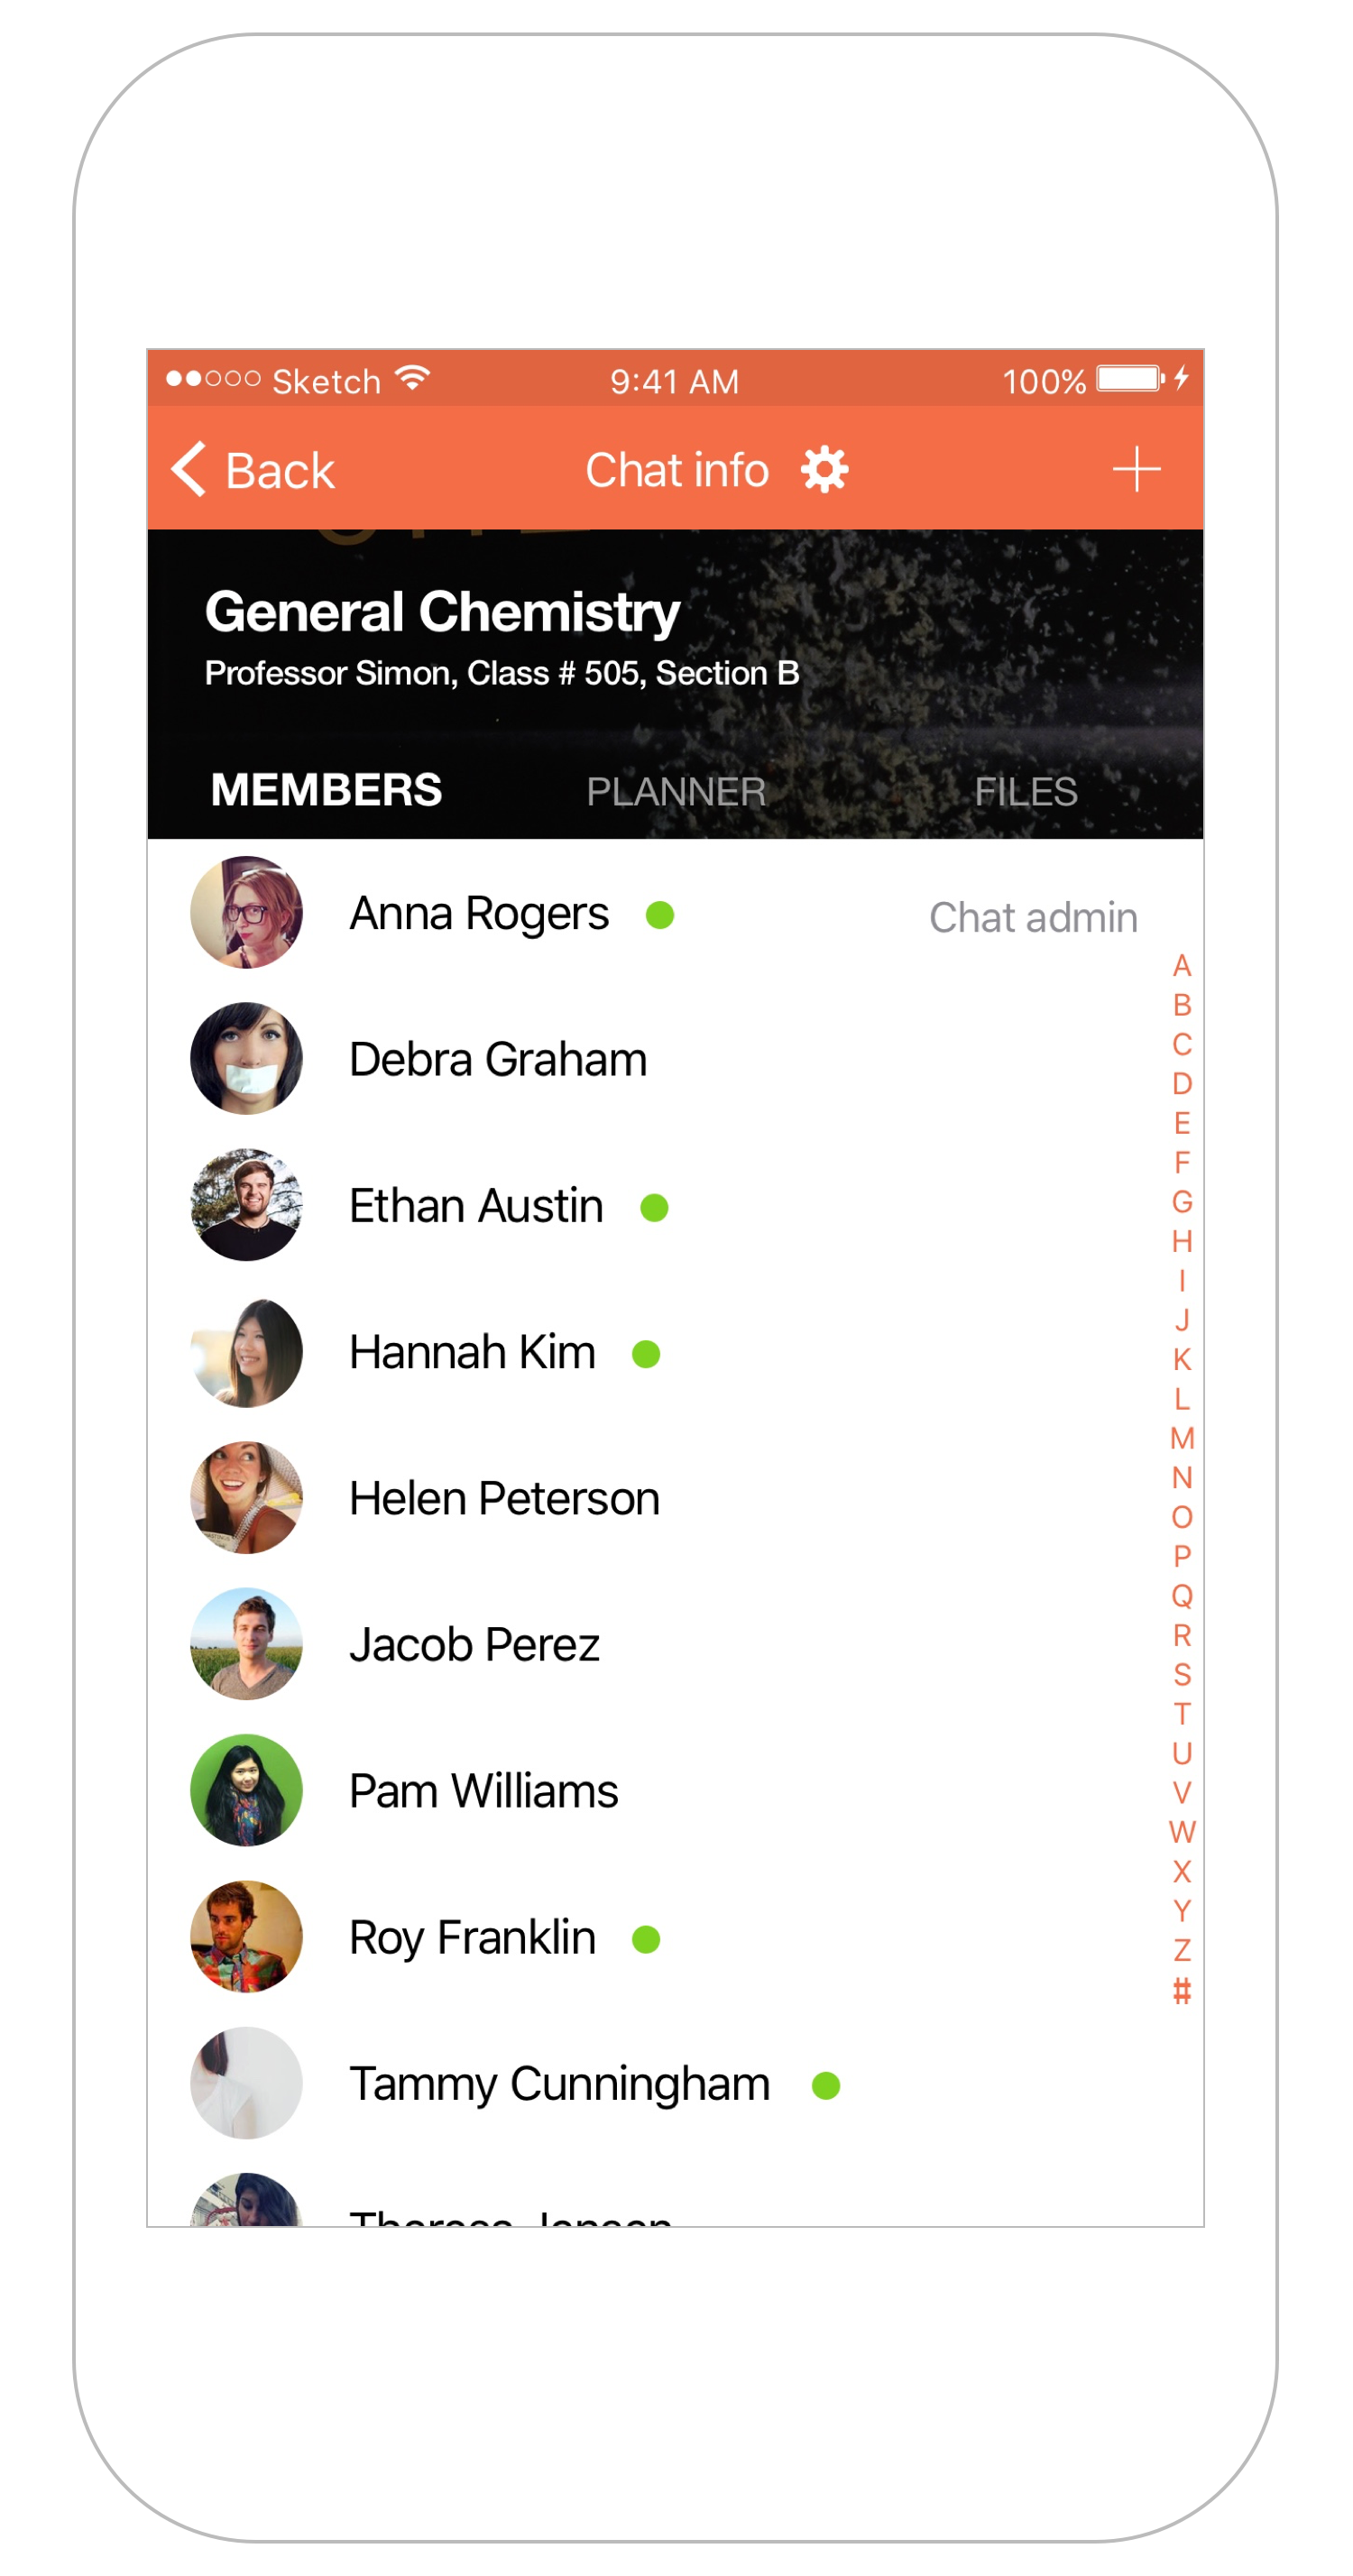 Sketch 9:41 AM 100%
Back Chat info
General Chemistry
Professor Simon, Class # 505, Section B
MEMBERS PLANNER FILES
Anna Rogers Chat admin
Debra Graham
Ethan Austin
Hannah Kim
Helen Peterson
Jacob Perez
Pam Williams
Roy Franklin
Tammy Cunningham
A
B
C
D
E
F
G
H
I
J
K
L
M
N
O
P
Q
R
S
T
U
V
W
X
Y
Z
#